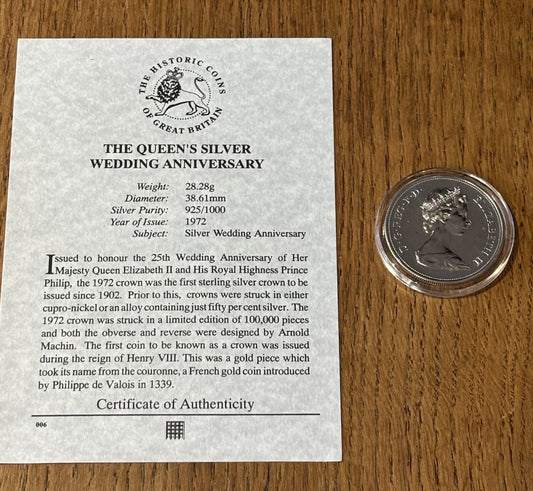 THE HISTORIC COINS
OF GREAT BRITAIN
THE QUEEN'S SILVER
WEDDING ANNIVERSARY
Weight: 28.28g
Diameter: 38.61mm
Silver Purity: 925/1000
Year of Issue: 1972
Subject: Silver Wedding Anniversary
Issued to honour the 25th Wedding Anniversary of Her
Majesty Queen Elizabeth II and His Royal Highness Prince
Philip, the 1972 crown was the first sterling silver crown to be
issued since 1902. Prior to this, crowns were struck in either
cupro-nickel or an alloy containing just fifty per cent silver. The
1972 crown was struck in a limited edition of 100,000 pieces
and both the obverse and reverse were designed by Arnold
Machin. The first coin to be known as a crown was issued
during the reign of Henry VIII. This was a gold piece which
took its name from the couronne, a French gold coin introduced
by Philippe de Valois in 1339.
Certificate of Authenticity
006
D·G·REG·F·D· ELIZABETH II